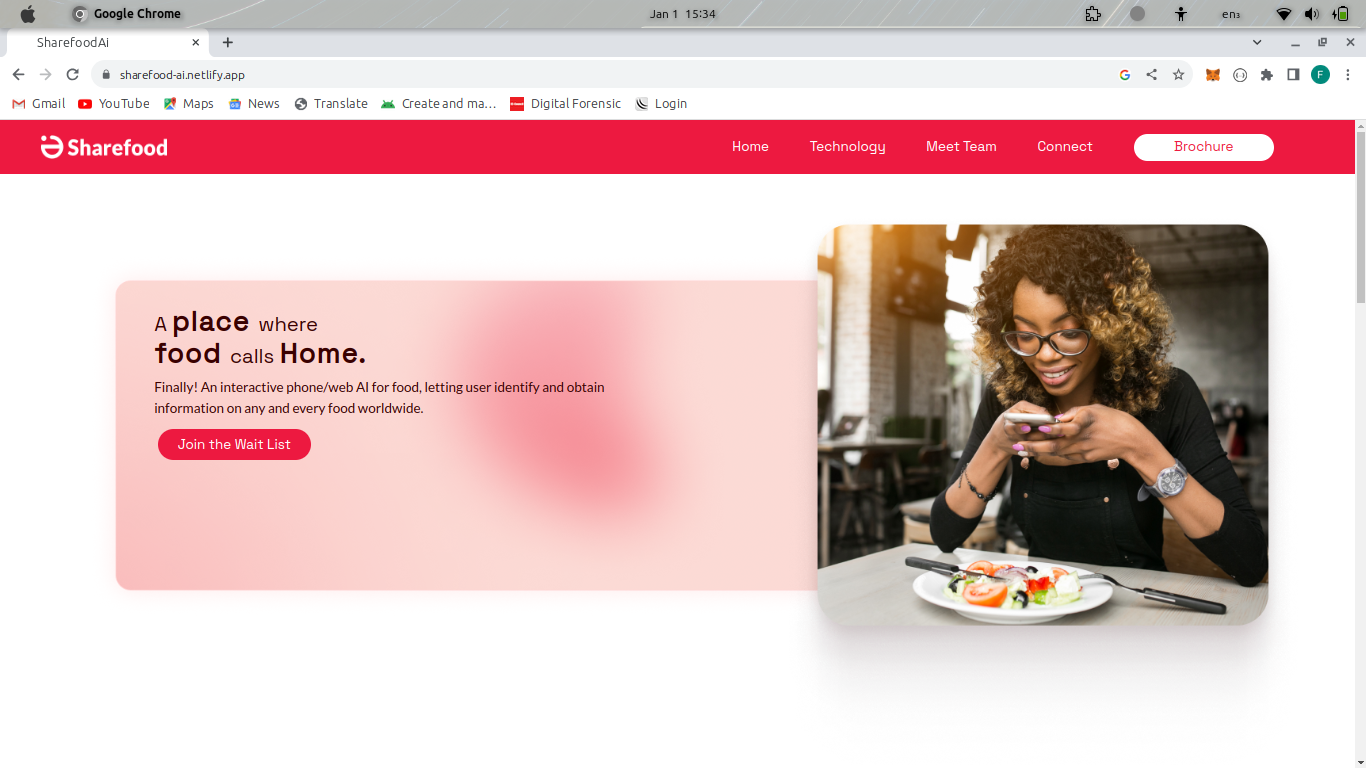 Google Chrome
Jan 1 15:34
en₃
SharefoodAi
sharefood-ai.netlify.app
F
Gmail
YouTube
Maps
News
Translate
Create and ma...
Digital Forensic
Login
Sharefood
Home
Technology
Meet Team
Connect
Brochure
A place where
food calls Home.
Finally! An interactive phone/web AI for food, letting user identify and obtain
information on any and every food worldwide.
Join the Wait List